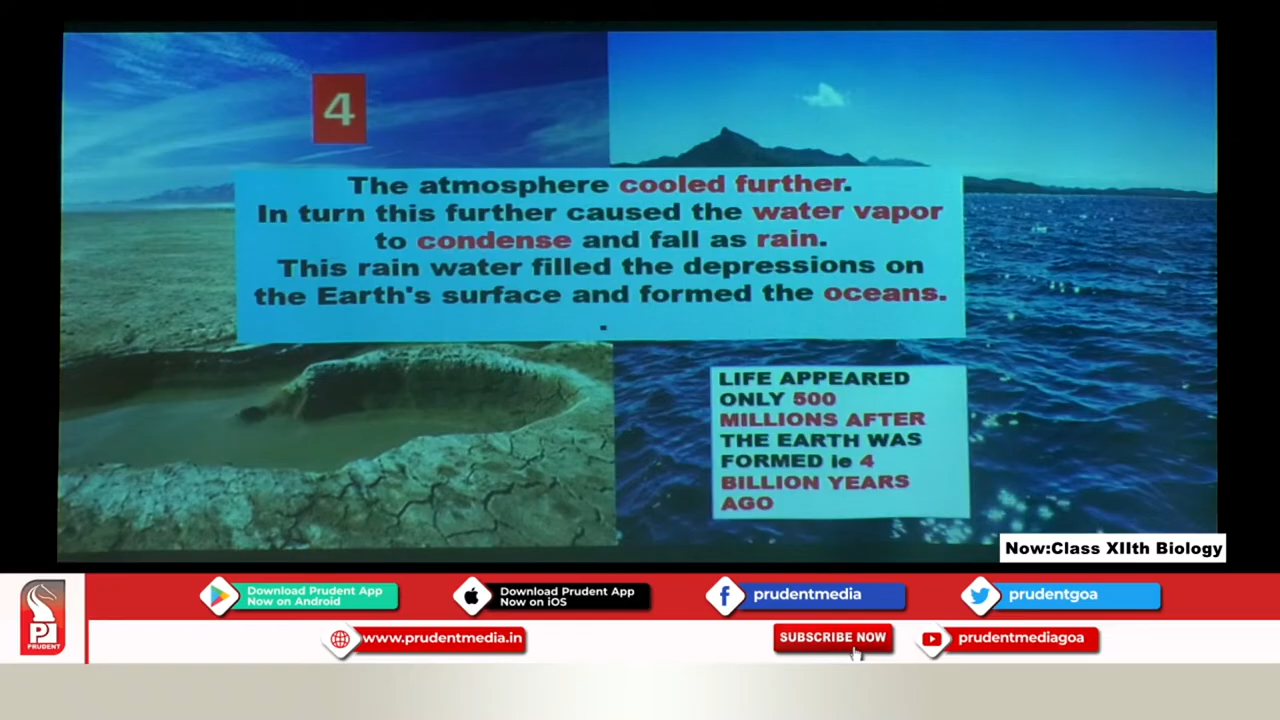 4
The atmosphere cooled further.
In turn this further caused the water vapor
to condense and fall as rain.
This rain water filled the depressions on
the Earth's surface and formed the oceans.
.
LIFE APPEARED
ONLY 500
MILLIONS AFTER
THE EARTH WAS
FORMED ie 4
BILLION YEARS
AGO
Now:Class XIIth Biology
Download Prudent App
Now on Android
Download Prudent App
Now on iOS
prudentmedia
prudentgoa
PRUDENT
www.prudentmedia.in
SUBSCRIBE NOW
prudentmediagoa